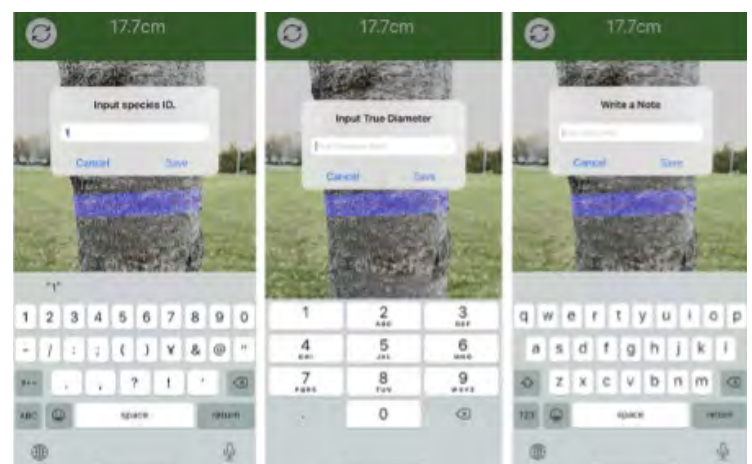 17.7cm
Input species ID.
1
Cancel Save
"1"
1 2 3 4 5 6 7 8 9 0
- / : ; ( ) ¥ & @ "
#+= . , ? ! '
ABC space return
17.7cm
Input True Diameter
Cancel Save
1 2 3
ABC DEF
4 5 6
GHI JKL MNO
7 8 9
PQRS TUV WXYZ
. 0
17.7cm
Write a Note
Cancel Save
q w e r t y u i o p
a s d f g h j k l
z x c v b n m
123 space return